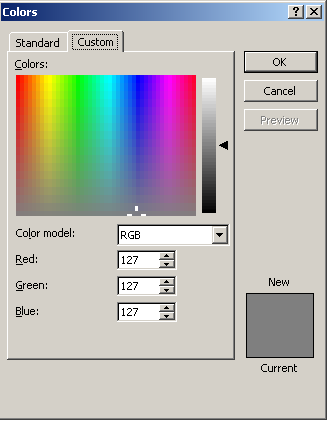 Colors
Standard
Custom
Colors:
OK
Cancel
Preview
Color model:
RGB
Red:
127
Green:
127
Blue:
127
New
Current